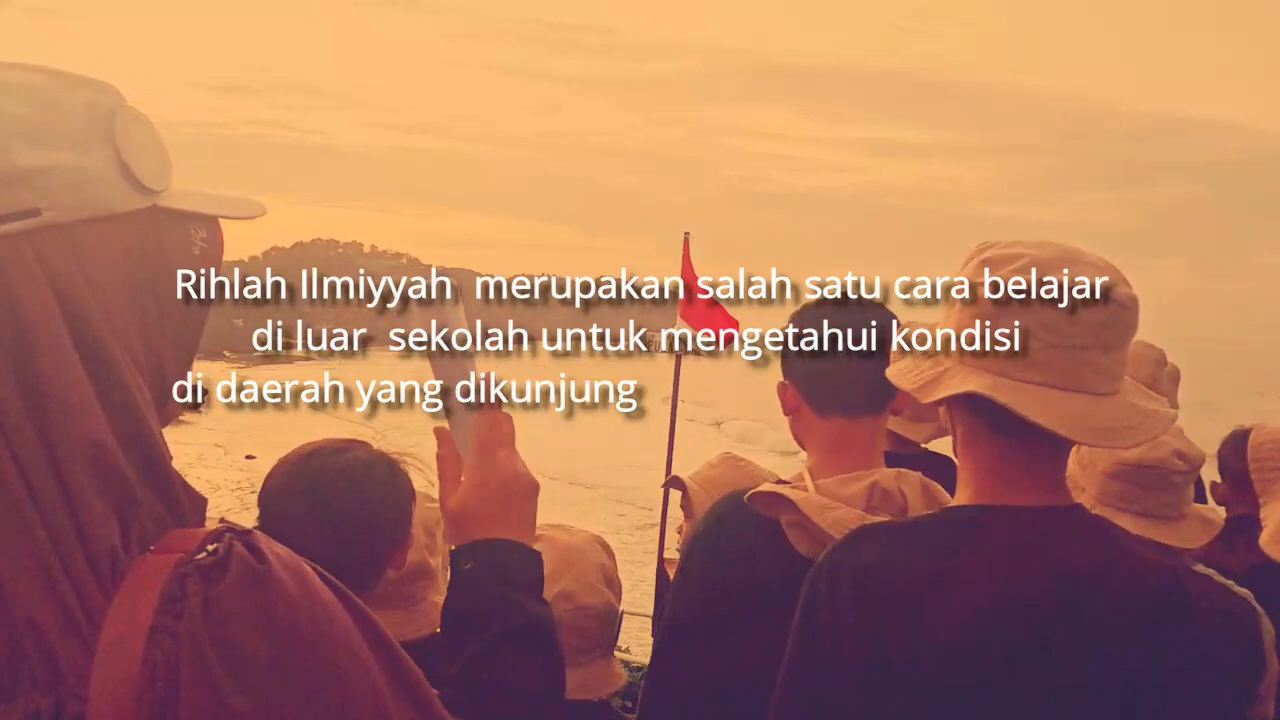 Rihlah Ilmiyyah  merupakan salah satu cara belajar
di luar  sekolah untuk mengetahui kondisi
di daerah yang dikunjung